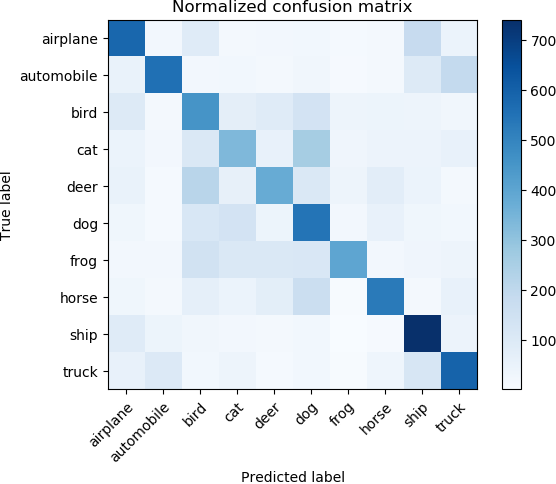 Normalized confusion matrix
True label
airplane
automobile
bird
cat
deer
dog
frog
horse
ship
truck
airplane
automobile
bird
cat
deer
dog
frog
horse
ship
truck
Predicted label
700
600
500
400
300
200
100